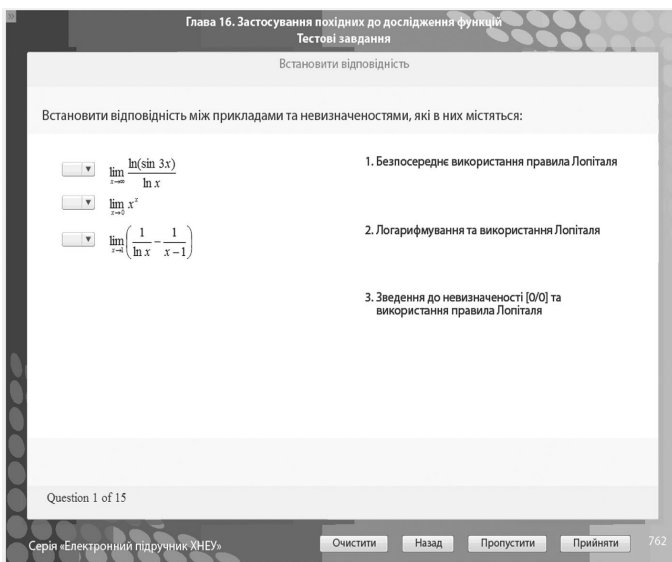 Глава 16. Застосування похідних до дослідження функцій
Тестові завдання
Встановити відповідність
Встановити відповідність між прикладами та невизначеностями, які в них містяться:
lim x→∞ ln(sin 3x) / ln x
1. Безпосереднє використання правила Лопіталя
lim x→0 x^x
lim x→1 (1/ln x − 1/(x−1))
2. Логарифмування та використання Лопіталя
3. Зведення до невизначеності [0/0] та
використання правила Лопіталя
Question 1 of 15
Серія «Електронний підручник ХНЕУ»
Очистити
Назад
Пропустити
Прийняти
762